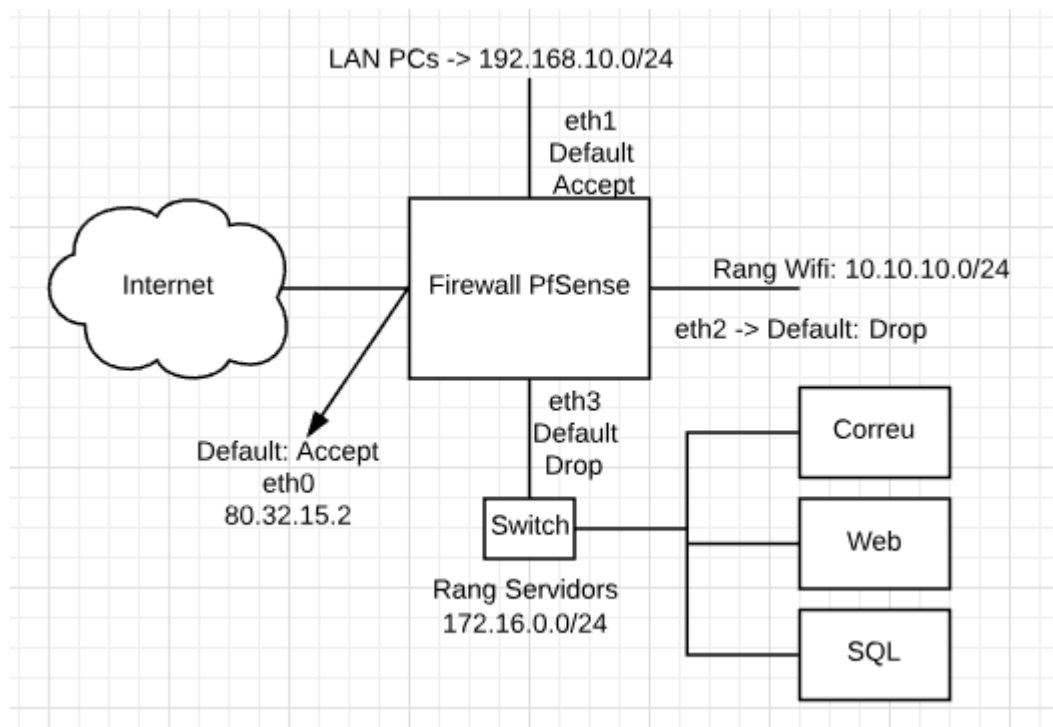 LAN PCs -> 192.168.10.0/24
eth1
Default
Accept
Internet
Firewall PfSense
Rang Wifi: 10.10.10.0/24
eth2 -> Default: Drop
eth3
Default
Drop
Default: Accept
eth0
80.32.15.2
Switch
Rang Servidors
172.16.0.0/24
Correu
Web
SQL